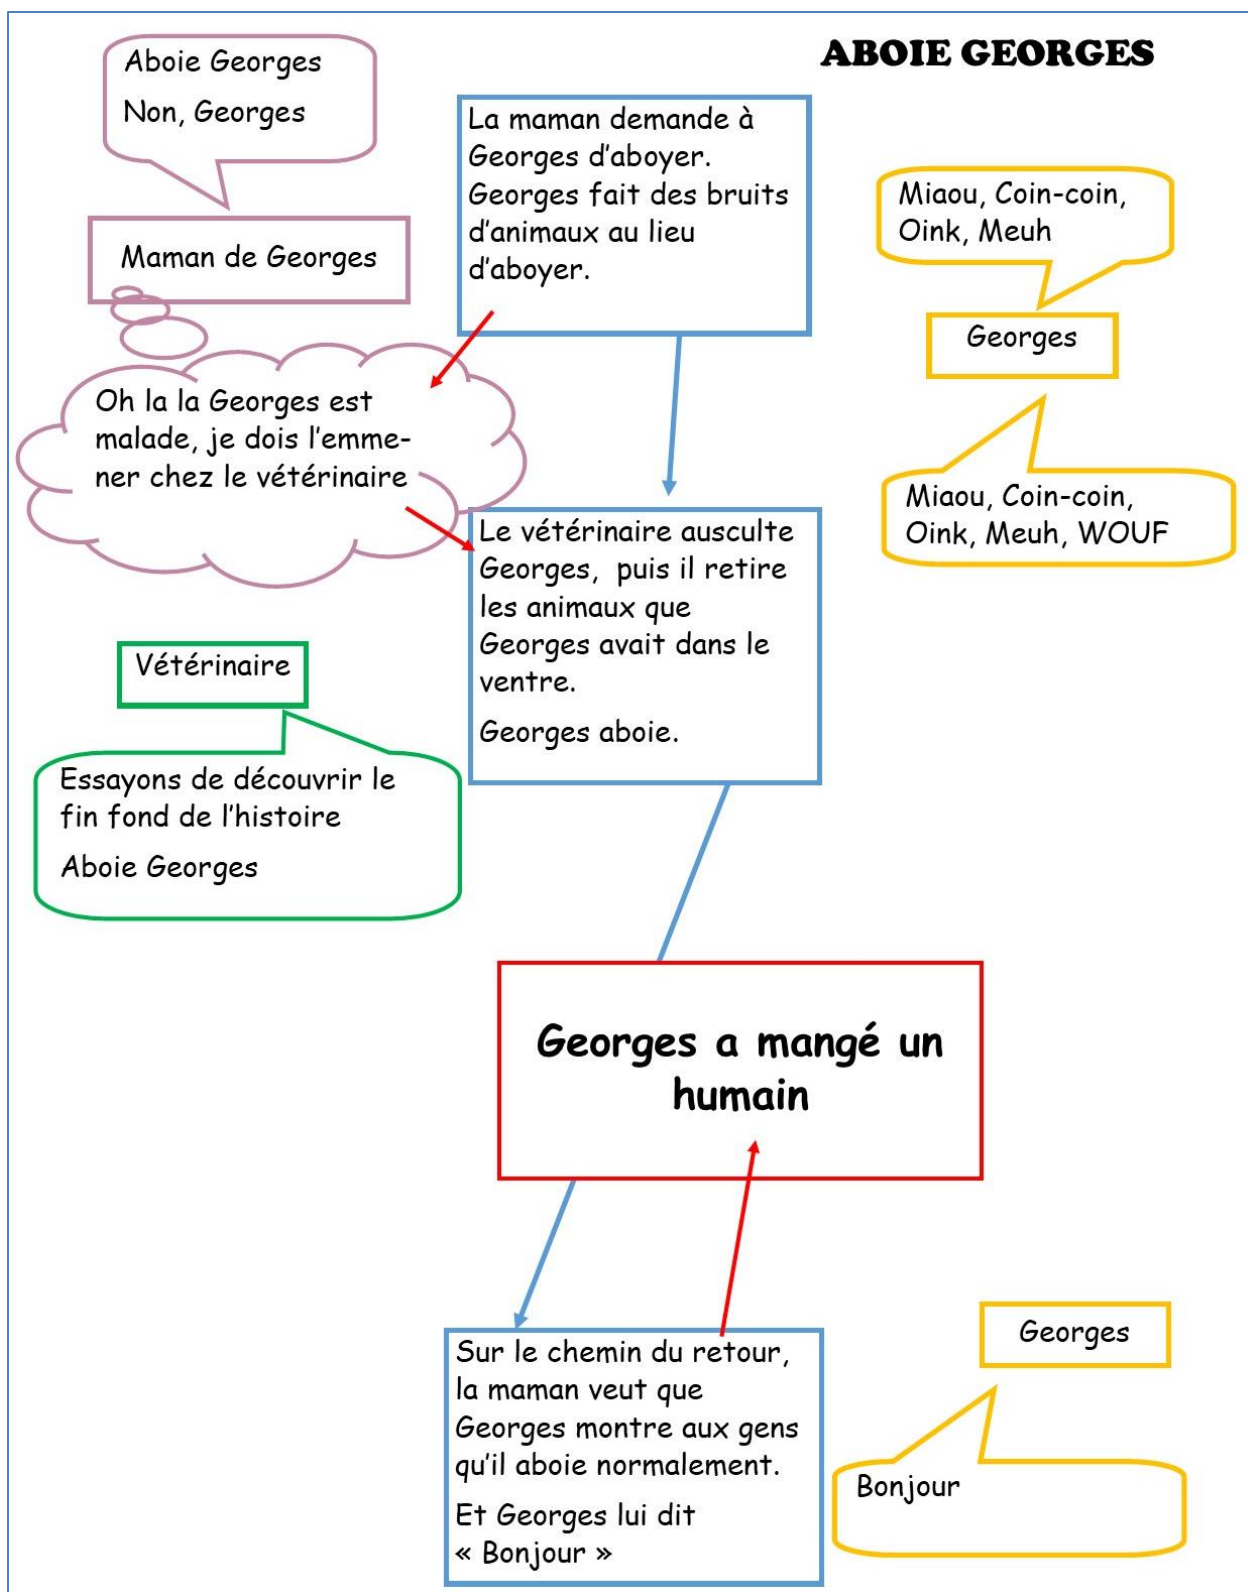 ABOIE GEORGES
Aboie Georges
Non, Georges
Maman de Georges
La maman demande à
Georges d'aboyer.
Georges fait des bruits
d'animaux au lieu
d'aboyer.
Miaou, Coin-coin,
Oink, Meuh
Georges
Oh la la Georges est
malade, je dois l'emme-
ner chez le vétérinaire
Miaou, Coin-coin,
Oink, Meuh, WOUF
Le vétérinaire ausculte
Georges, puis il retire
les animaux que
Georges avait dans le
ventre.
Georges aboie.
Vétérinaire
Essayons de découvrir le
fin fond de l'histoire
Aboie Georges
Georges a mangé un
humain
Sur le chemin du retour,
la maman veut que
Georges montre aux gens
qu'il aboie normalement.
Et Georges lui dit
« Bonjour »
Georges
Bonjour